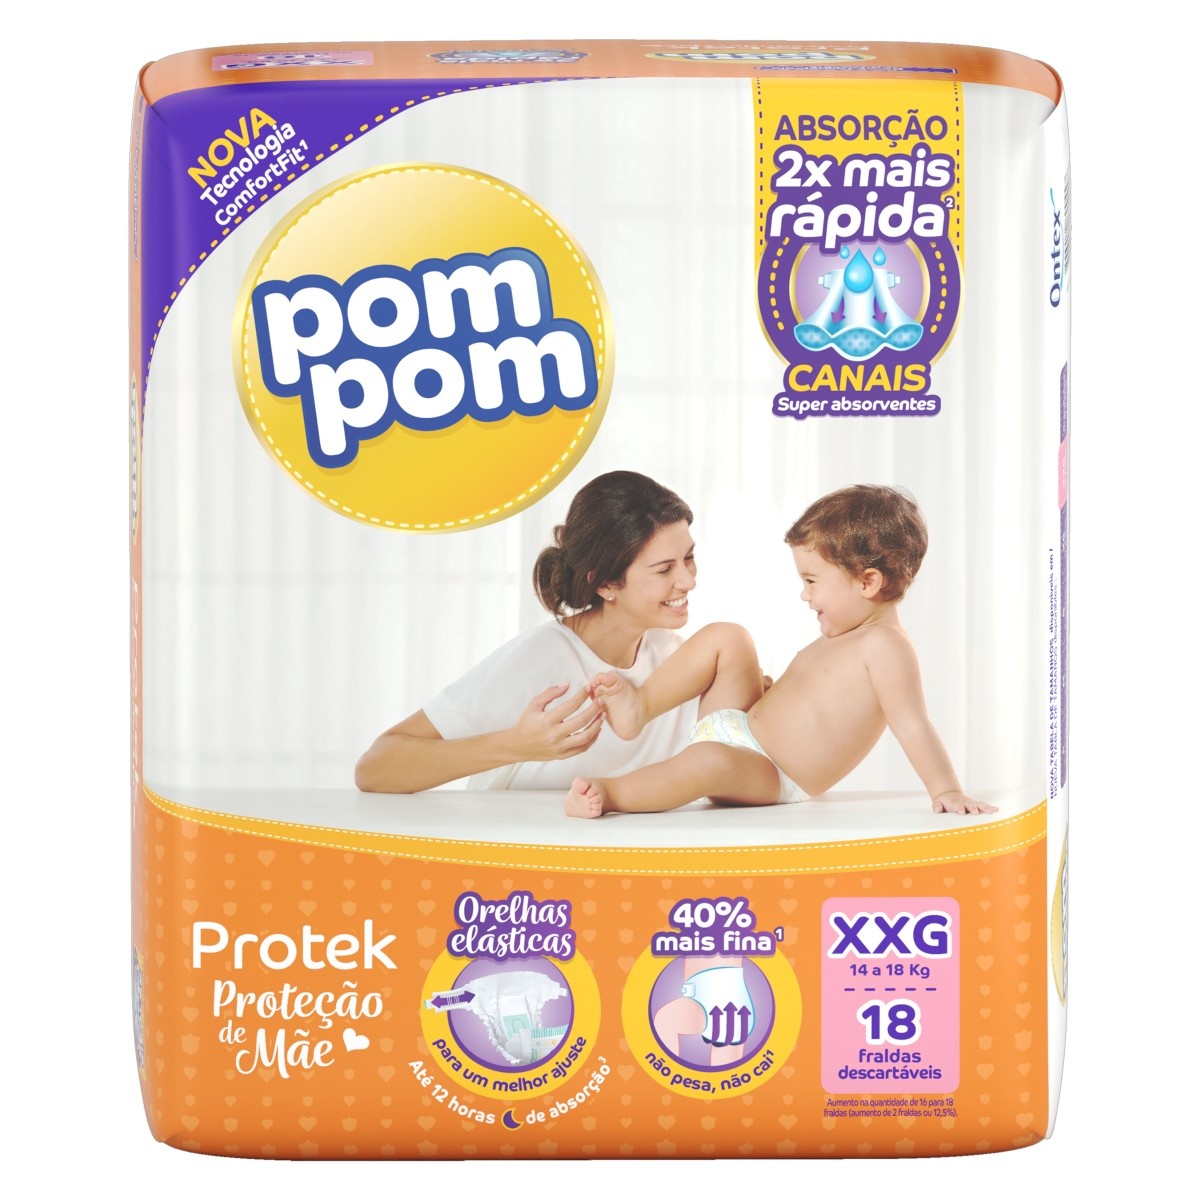 NOVA
Tecnologia
ComfortFit¹
pom
pom
ABSORÇÃO
2x mais
rápida²
CANAIS
Super absorventes
Ontex
Protek
Proteção
de
Mãe
Orelhas
elásticas
para um melhor ajuste
Até 12 horas de absorção³
40%
mais fina¹
não pesa, não cai¹
XXG
14 a 18 Kg
18
fraldas
descartáveis
Aumento na quantidade de 16 para 18
fraldas (aumento de 2 fraldas ou 12,5%).